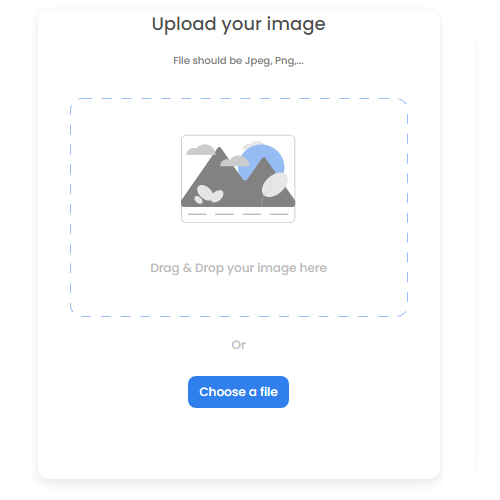 Upload your image
File should be Jpeg, Png,...
Drag & Drop your image here
Or
Choose a file